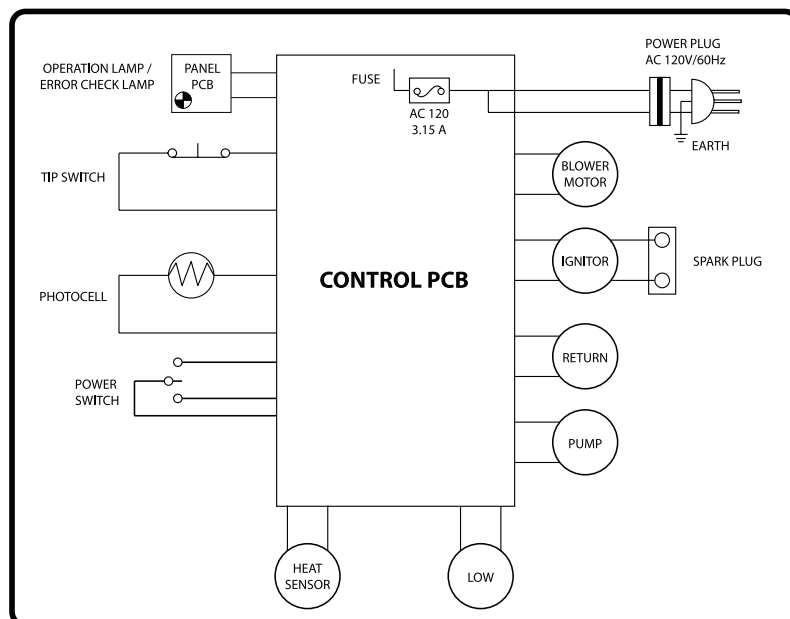 OPERATION LAMP /
ERROR CHECK LAMP
PANEL
PCB
FUSE
AC 120
3.15 A
POWER PLUG
AC 120V/60Hz
EARTH
TIP SWITCH
BLOWER
MOTOR
IGNITOR
SPARK PLUG
CONTROL PCB
PHOTOCELL
RETURN
POWER
SWITCH
PUMP
HEAT
SENSOR
LOW